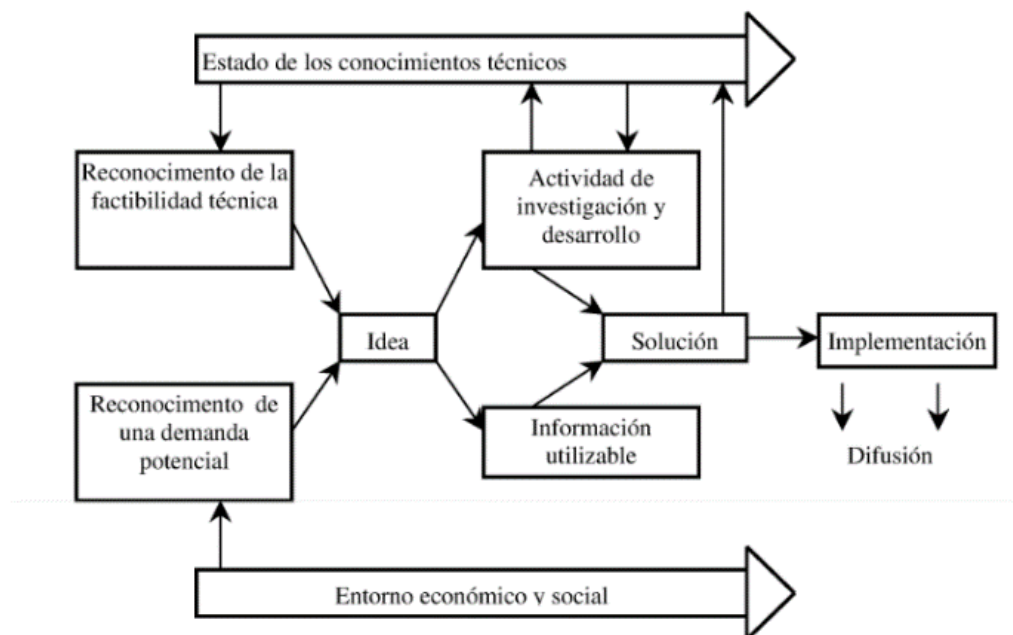 Estado de los conocimientos técnicos
Reconocimento de la
factibilidad técnica
Actividad de
investigación y
desarrollo
Idea
Solución
Implementación
Reconocimento de
una demanda
potencial
Información
utilizable
Difusión
Entorno económico y social